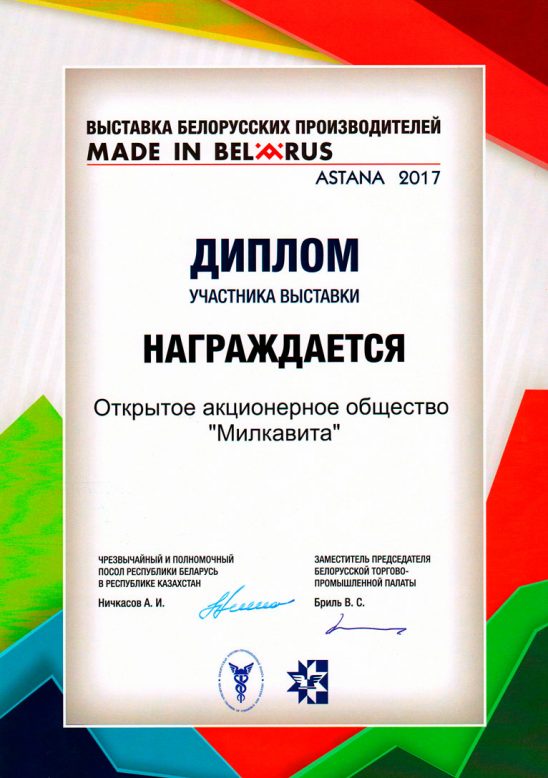 ВЫСТАВКА БЕЛОРУССКИХ ПРОИЗВОДИТЕЛЕЙ
MADE IN BELARUS
ASTANA 2017
ДИПЛОМ
УЧАСТНИКА ВЫСТАВКИ
НАГРАЖДАЕТСЯ
Открытое акционерное общество
"Милкавита"
ЧРЕЗВЫЧАЙНЫЙ И ПОЛНОМОЧНЫЙ
ПОСОЛ РЕСПУБЛИКИ БЕЛАРУСЬ
В РЕСПУБЛИКЕ КАЗАХСТАН
Ничкасов А. И.
ЗАМЕСТИТЕЛЬ ПРЕДСЕДАТЕЛЯ
БЕЛОРУССКОЙ ТОРГОВО-
ПРОМЫШЛЕННОЙ ПАЛАТЫ
Бриль В. С.